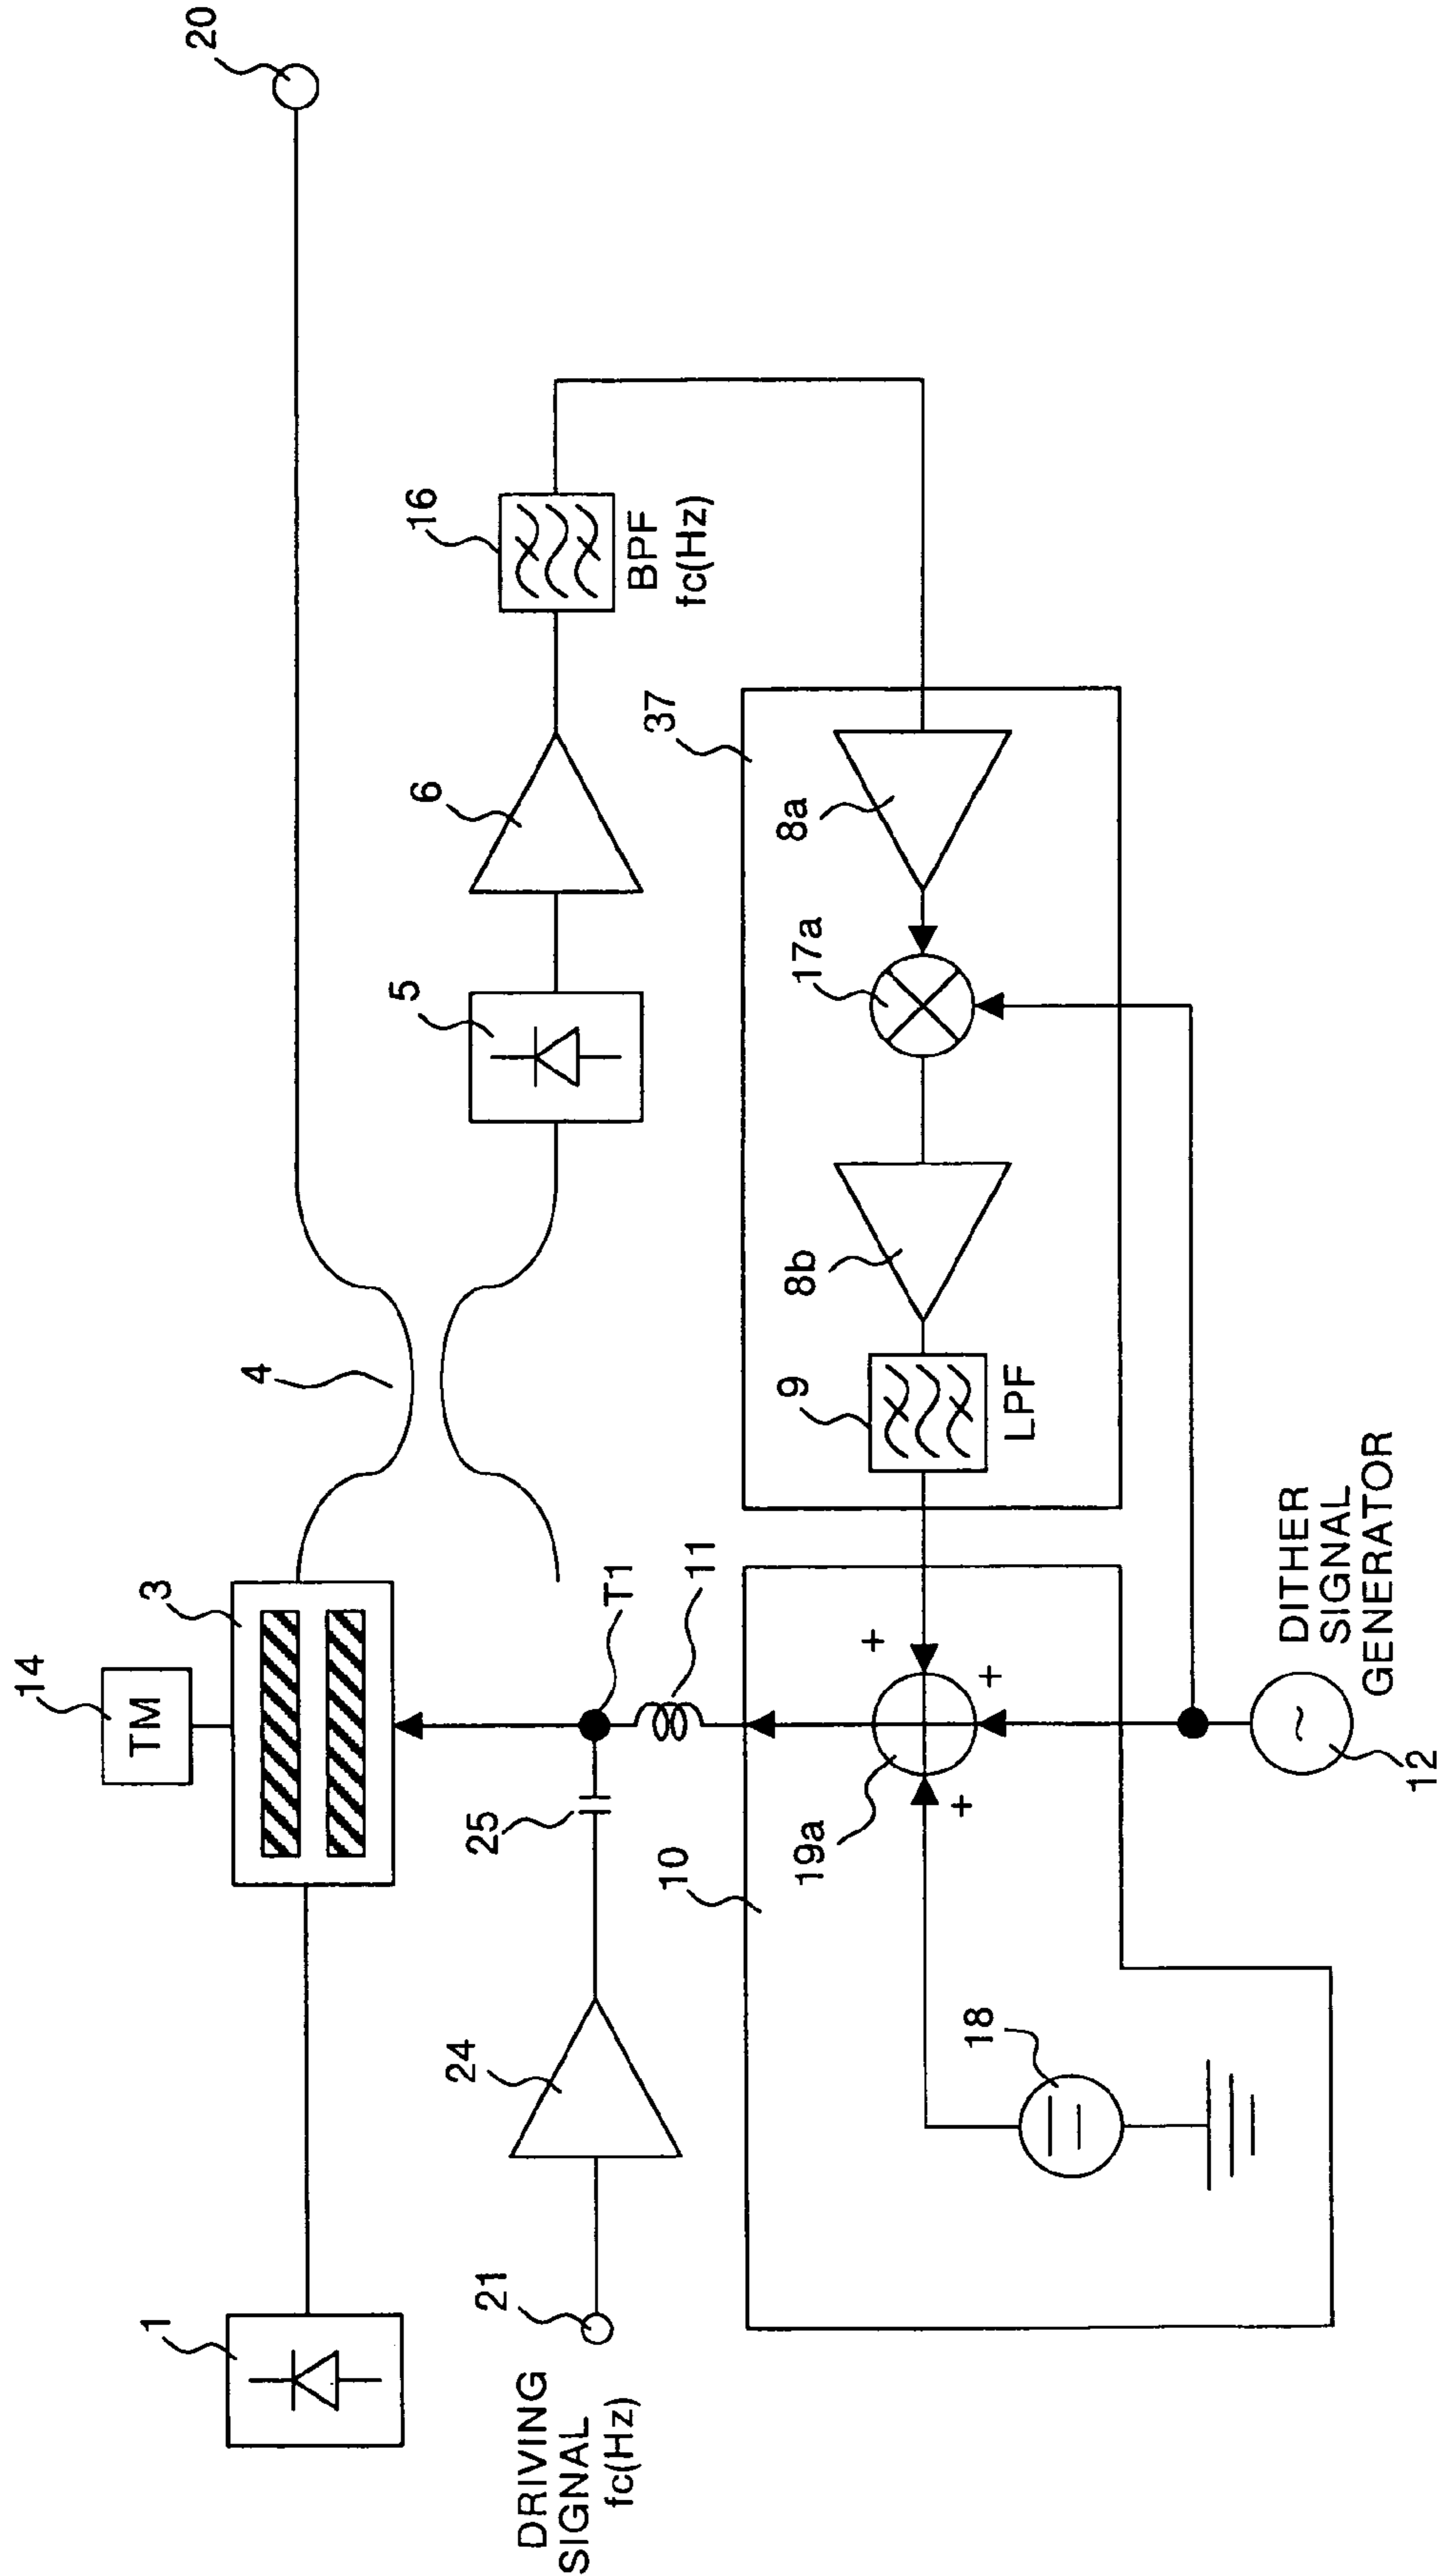 14
TM
3
1
4
20
5
6
16
BPF
fc(Hz)
T1
11
25
24
21
DRIVING
SIGNAL
fc(Hz)
37
8a
17a
8b
9
LPF
10
19a
+
+
+
18
12
DITHER
SIGNAL
GENERATOR
~